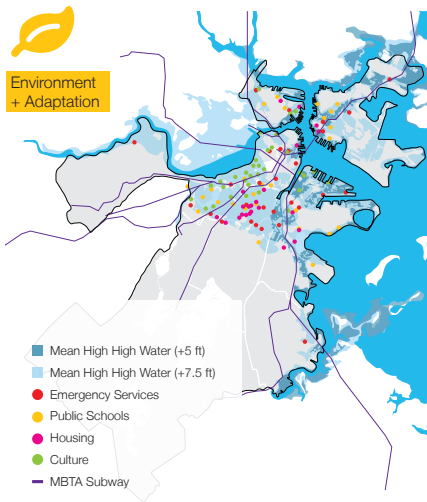 Environment
+ Adaptation
Mean High High Water (+5 ft)
Mean High High Water (+7.5 ft)
Emergency Services
Public Schools
Housing
Culture
MBTA Subway